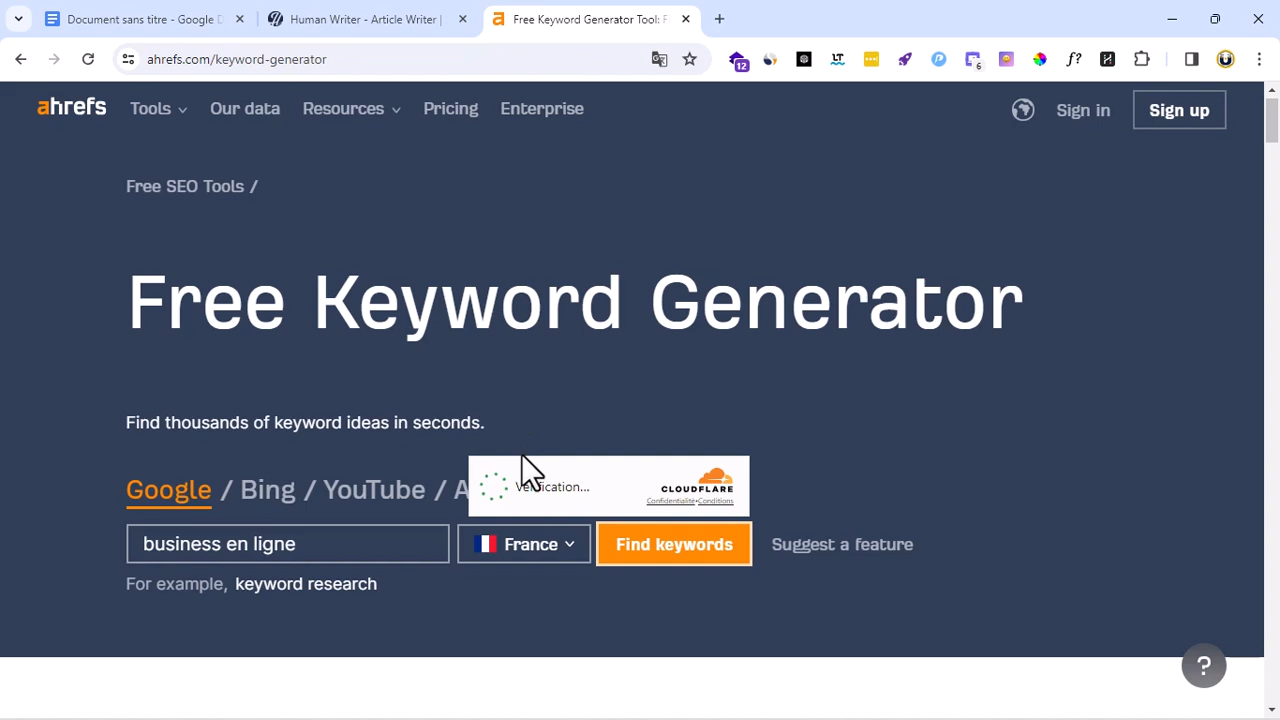 Document sans titre - Google D
Human Writer - Article Writer |
Free Keyword Generator Tool: F
ahrefs.com/keyword-generator
12
6
ahrefs
Tools
Our data
Resources
Pricing
Enterprise
Sign in
Sign up
Free SEO Tools /
Free Keyword Generator
Find thousands of keyword ideas in seconds.
Google / Bing / YouTube / A
CLOUDFLARE
Confidentialité•Conditions
business en ligne
France
Find keywords
Suggest a feature
For example, keyword research
?